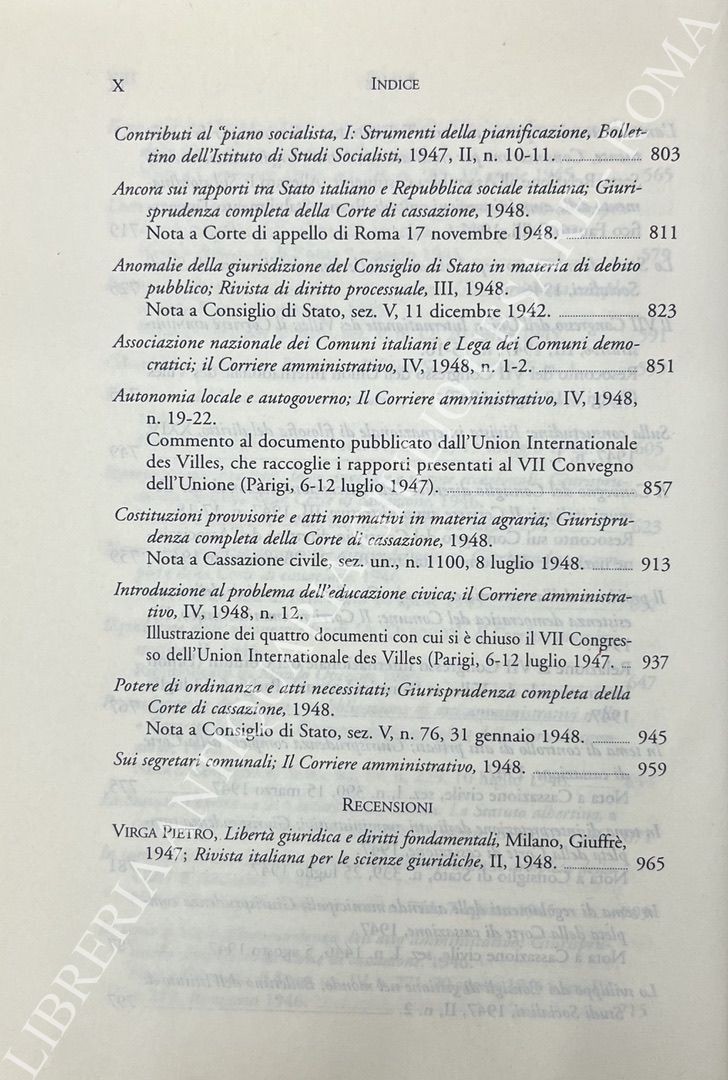 X
INDICE
Contributi al "piano socialista, I: Strumenti della pianificazione, Bollet-
tino dell'Istituto di Studi Socialisti, 1947, II, n. 10-11. .................... 803
Ancora sui rapporti tra Stato italiano e Repubblica sociale italiana; Giuri-
sprudenza completa della Corte di cassazione, 1948.
Nota a Corte di appello di Roma 17 novembre 1948. .................. 811
Anomalie della giurisdizione del Consiglio di Stato in materia di debito
pubblico; Rivista di diritto processuale, III, 1948.
Nota a Consiglio di Stato, sez. V, 11 dicembre 1942. .................. 823
Associazione nazionale dei Comuni italiani e Lega dei Comuni demo-
cratici; il Corriere amministrativo, IV, 1948, n. 1-2. ........................ 851
Autonomia locale e autogoverno; Il Corriere amministrativo, IV, 1948,
n. 19-22.
Commento al documento pubblicato dall'Union Internationale
des Villes, che raccoglie i rapporti presentati al VII Convegno
dell'Unione (Pàrigi, 6-12 luglio 1947). ............................................ 857
Costituzioni provvisorie e atti normativi in materia agraria; Giurispru-
denza completa della Corte di cassazione, 1948.
Nota a Cassazione civile, sez. un., n. 1100, 8 luglio 1948. .......... 913
Introduzione al problema dell'educazione civica; il Corriere amministra-
tivo, IV, 1948, n. 12.
Illustrazione dei quattro documenti con cui si è chiuso il VII Congres-
so dell'Union Internationale des Villes (Parigi, 6-12 luglio 1947. ... 937
Potere di ordinanza e atti necessitati; Giurisprudenza completa della
Corte di cassazione, 1948.
Nota a Consiglio di Stato, sez. V, n. 76, 31 gennaio 1948. .......... 945
Sui segretari comunali; Il Corriere amministrativo, 1948. ........................ 959
RECENSIONI
VIRGA PIETRO, Libertà giuridica e diritti fondamentali, Milano, Giuffrè,
1947; Rivista italiana per le scienze giuridiche, II, 1948. ................ 965